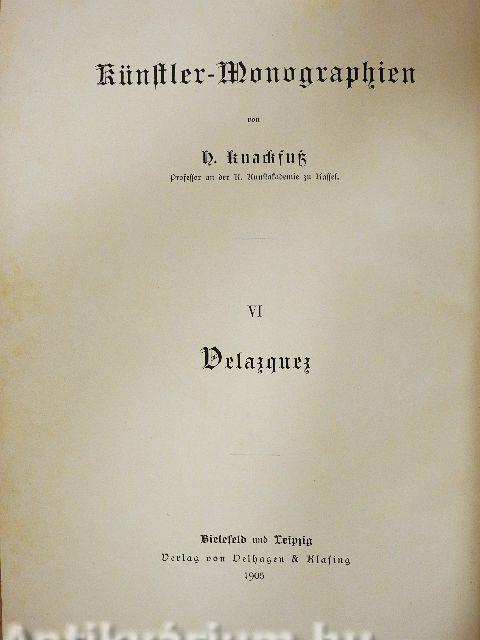 Künstler-Monographien
von
H. Knackfuß
Professor an der K. Kunstakademie zu Kassel.
VI
Velazquez
Bielefeld und Leipzig
Verlag von Velhagen & Klasing
1905
Antikvárium.hu